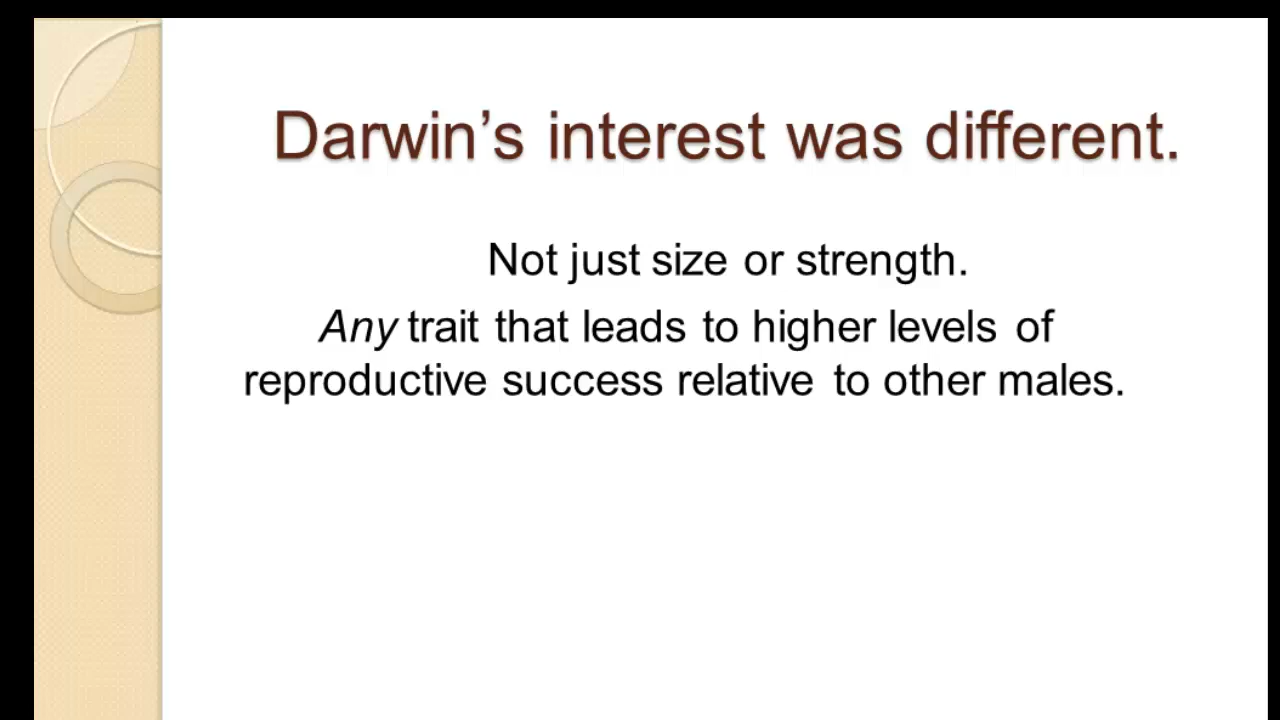 Darwin’s interest was different.
Not just size or strength.
Any trait that leads to higher levels of
reproductive success relative to other males.